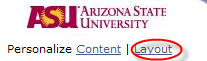 ASU ARIZONA STATE
UNIVERSITY
Personalize Content | Layout